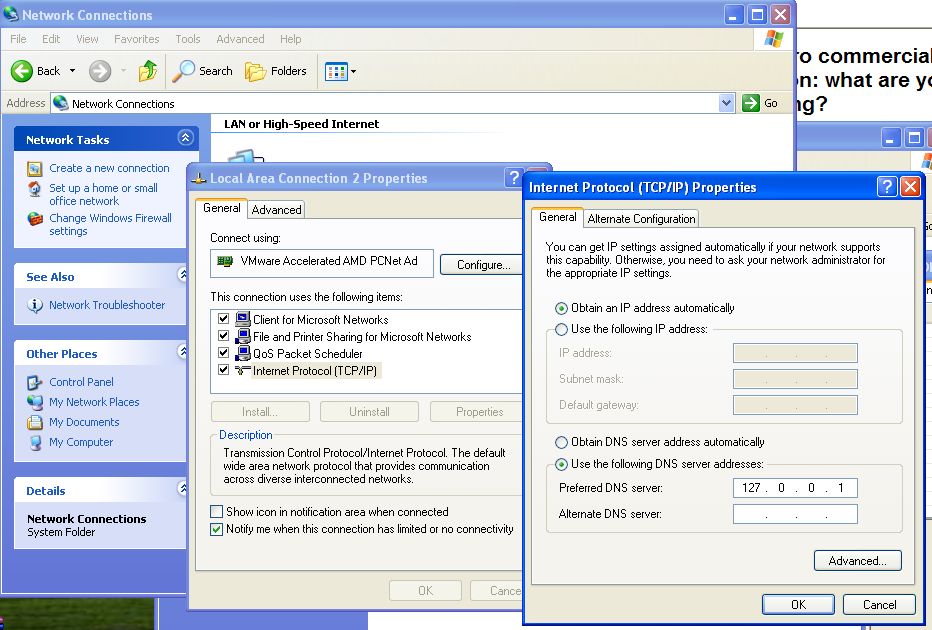 Network Connections
File Edit View Favorites Tools Advanced Help
Back Search Folders
Address Network Connections Go
Network Tasks
Create a new connection
Set up a home or small
office network
Change Windows Firewall
settings
See Also
Network Troubleshooter
Other Places
Control Panel
My Network Places
My Documents
My Computer
Details
Network Connections
System Folder
LAN or High-Speed Internet
commercial
what are
Local Area Connection 2 Properties
General Advanced
Connect using:
VMware Accelerated AMD PCNet Ad
Configure...
This connection uses the following items:
Client for Microsoft Networks
File and Printer Sharing for Microsoft Networks
QoS Packet Scheduler
Internet Protocol (TCP/IP)
Install... Uninstall Properties
Description
Transmission Control Protocol/Internet Protocol. The default
wide area network protocol that provides communication
across diverse interconnected networks.
Show icon in notification area when connected
Notify me when this connection has limited or no connectivity
OK Cance
Internet Protocol (TCP/IP) Properties
General Alternate Configuration
You can get IP settings assigned automatically if your network supports
this capability. Otherwise, you need to ask your network administrator for
the appropriate IP settings.
Obtain an IP address automatically
Use the following IP address:
IP address:
Subnet mask:
Default gateway:
Obtain DNS server address automatically
Use the following DNS server addresses:
Preferred DNS server: 127 . 0 . 0 . 1
Alternate DNS server:
Advanced...
OK Cancel